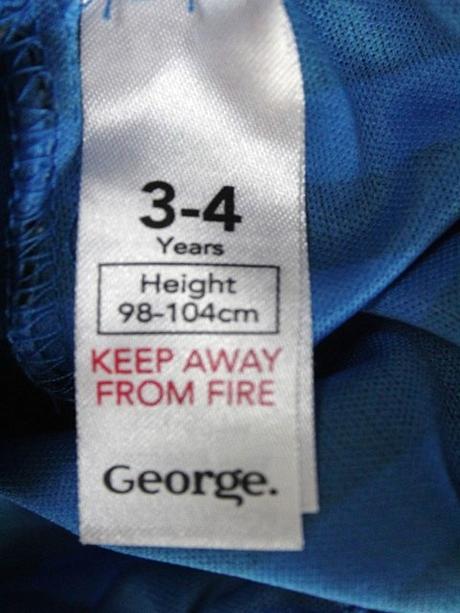 3-4
Years
Height
98-104cm
KEEP AWAY
FROM FIRE
George.